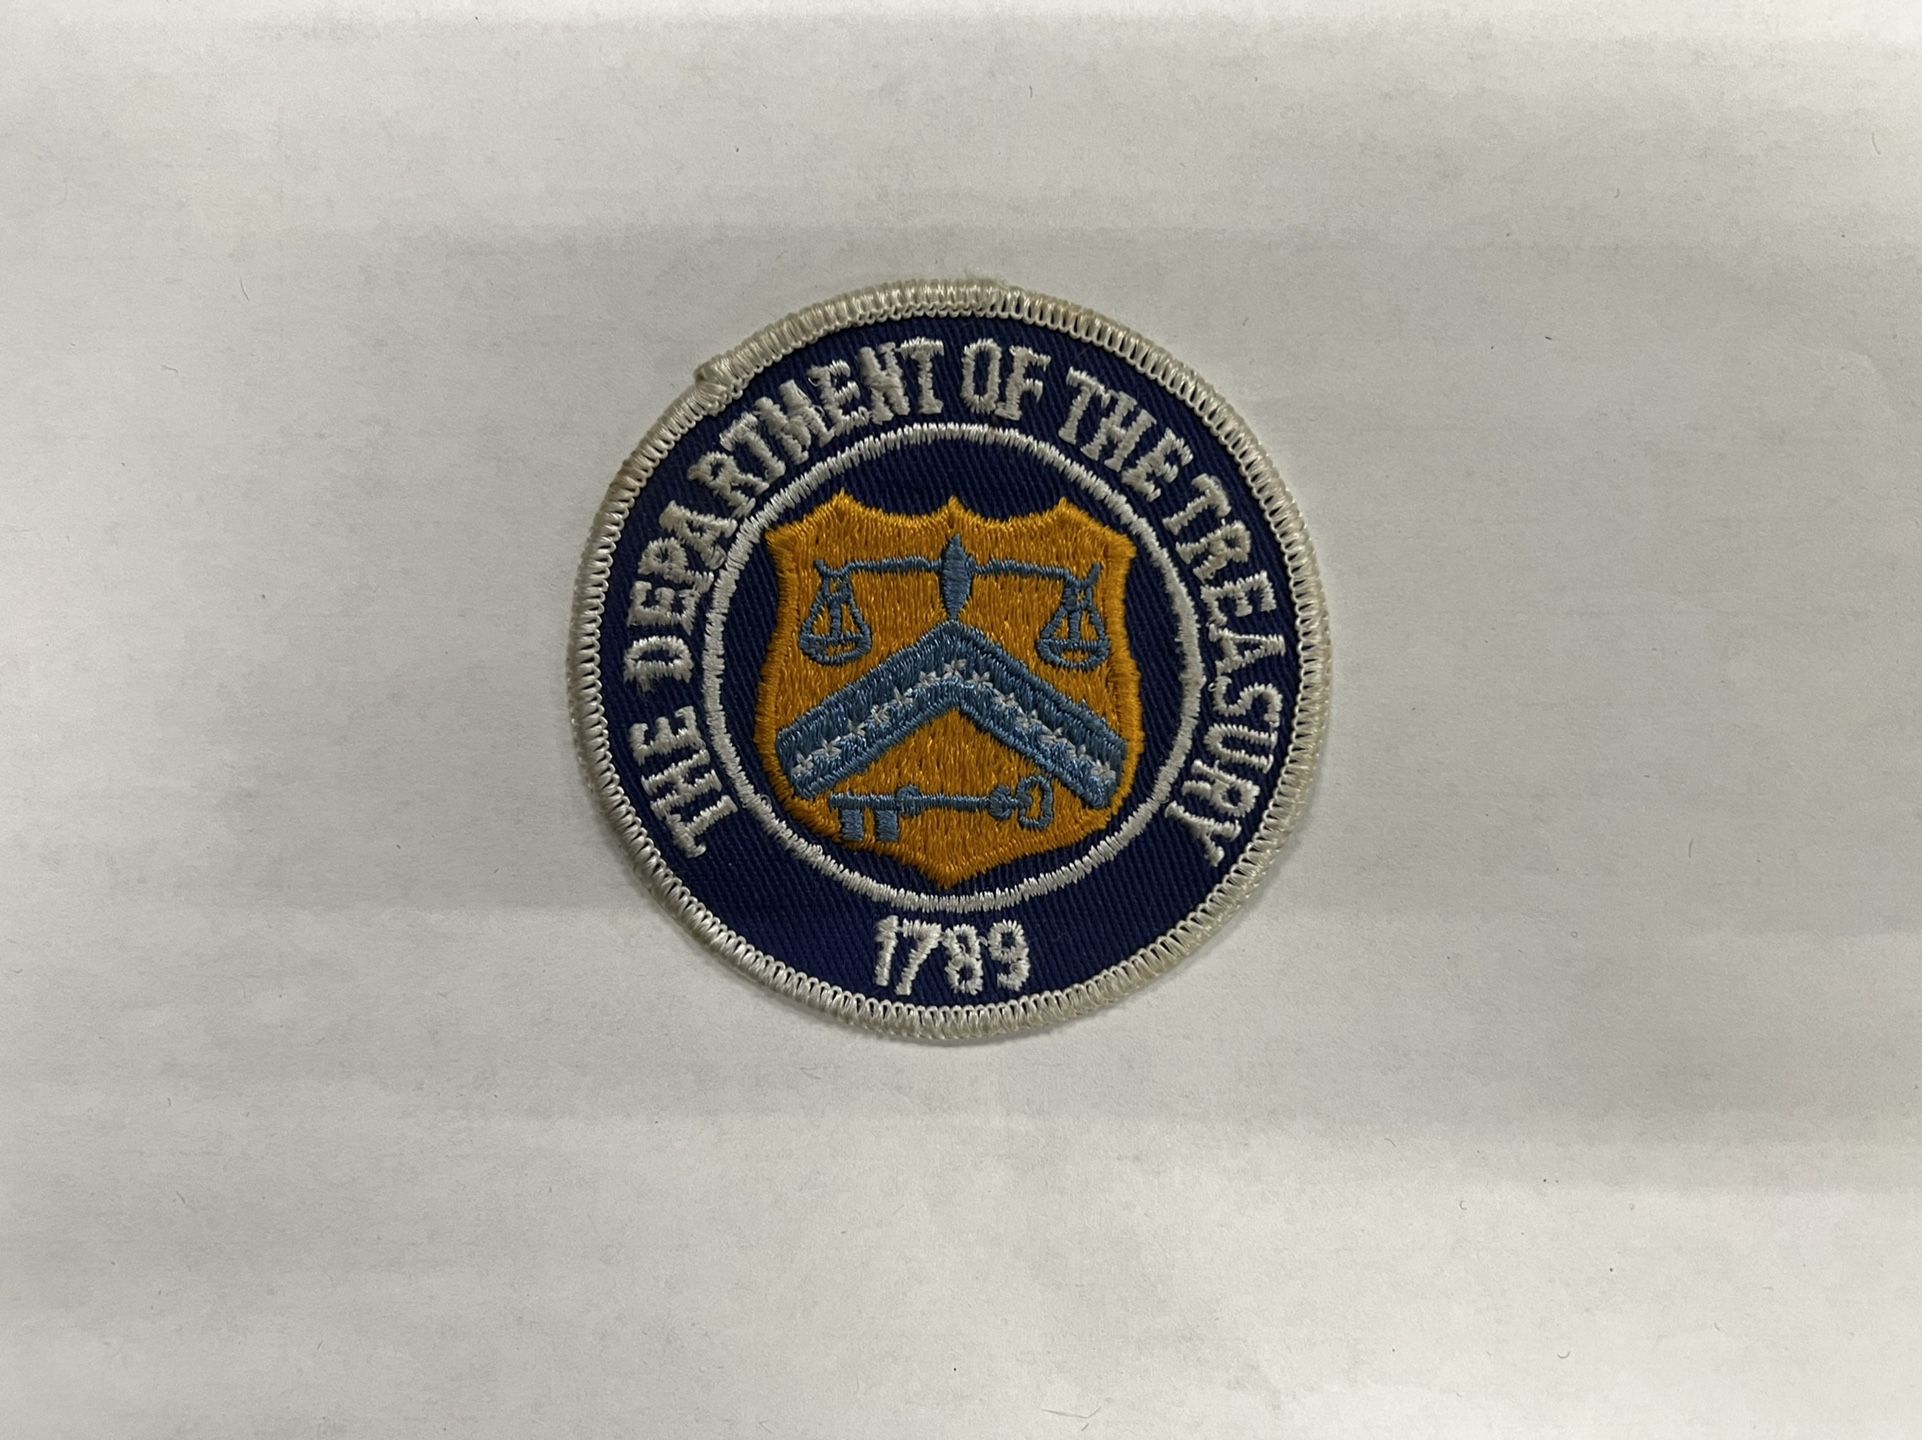 THE DEPARTMENT OF THE TREASURY
1789